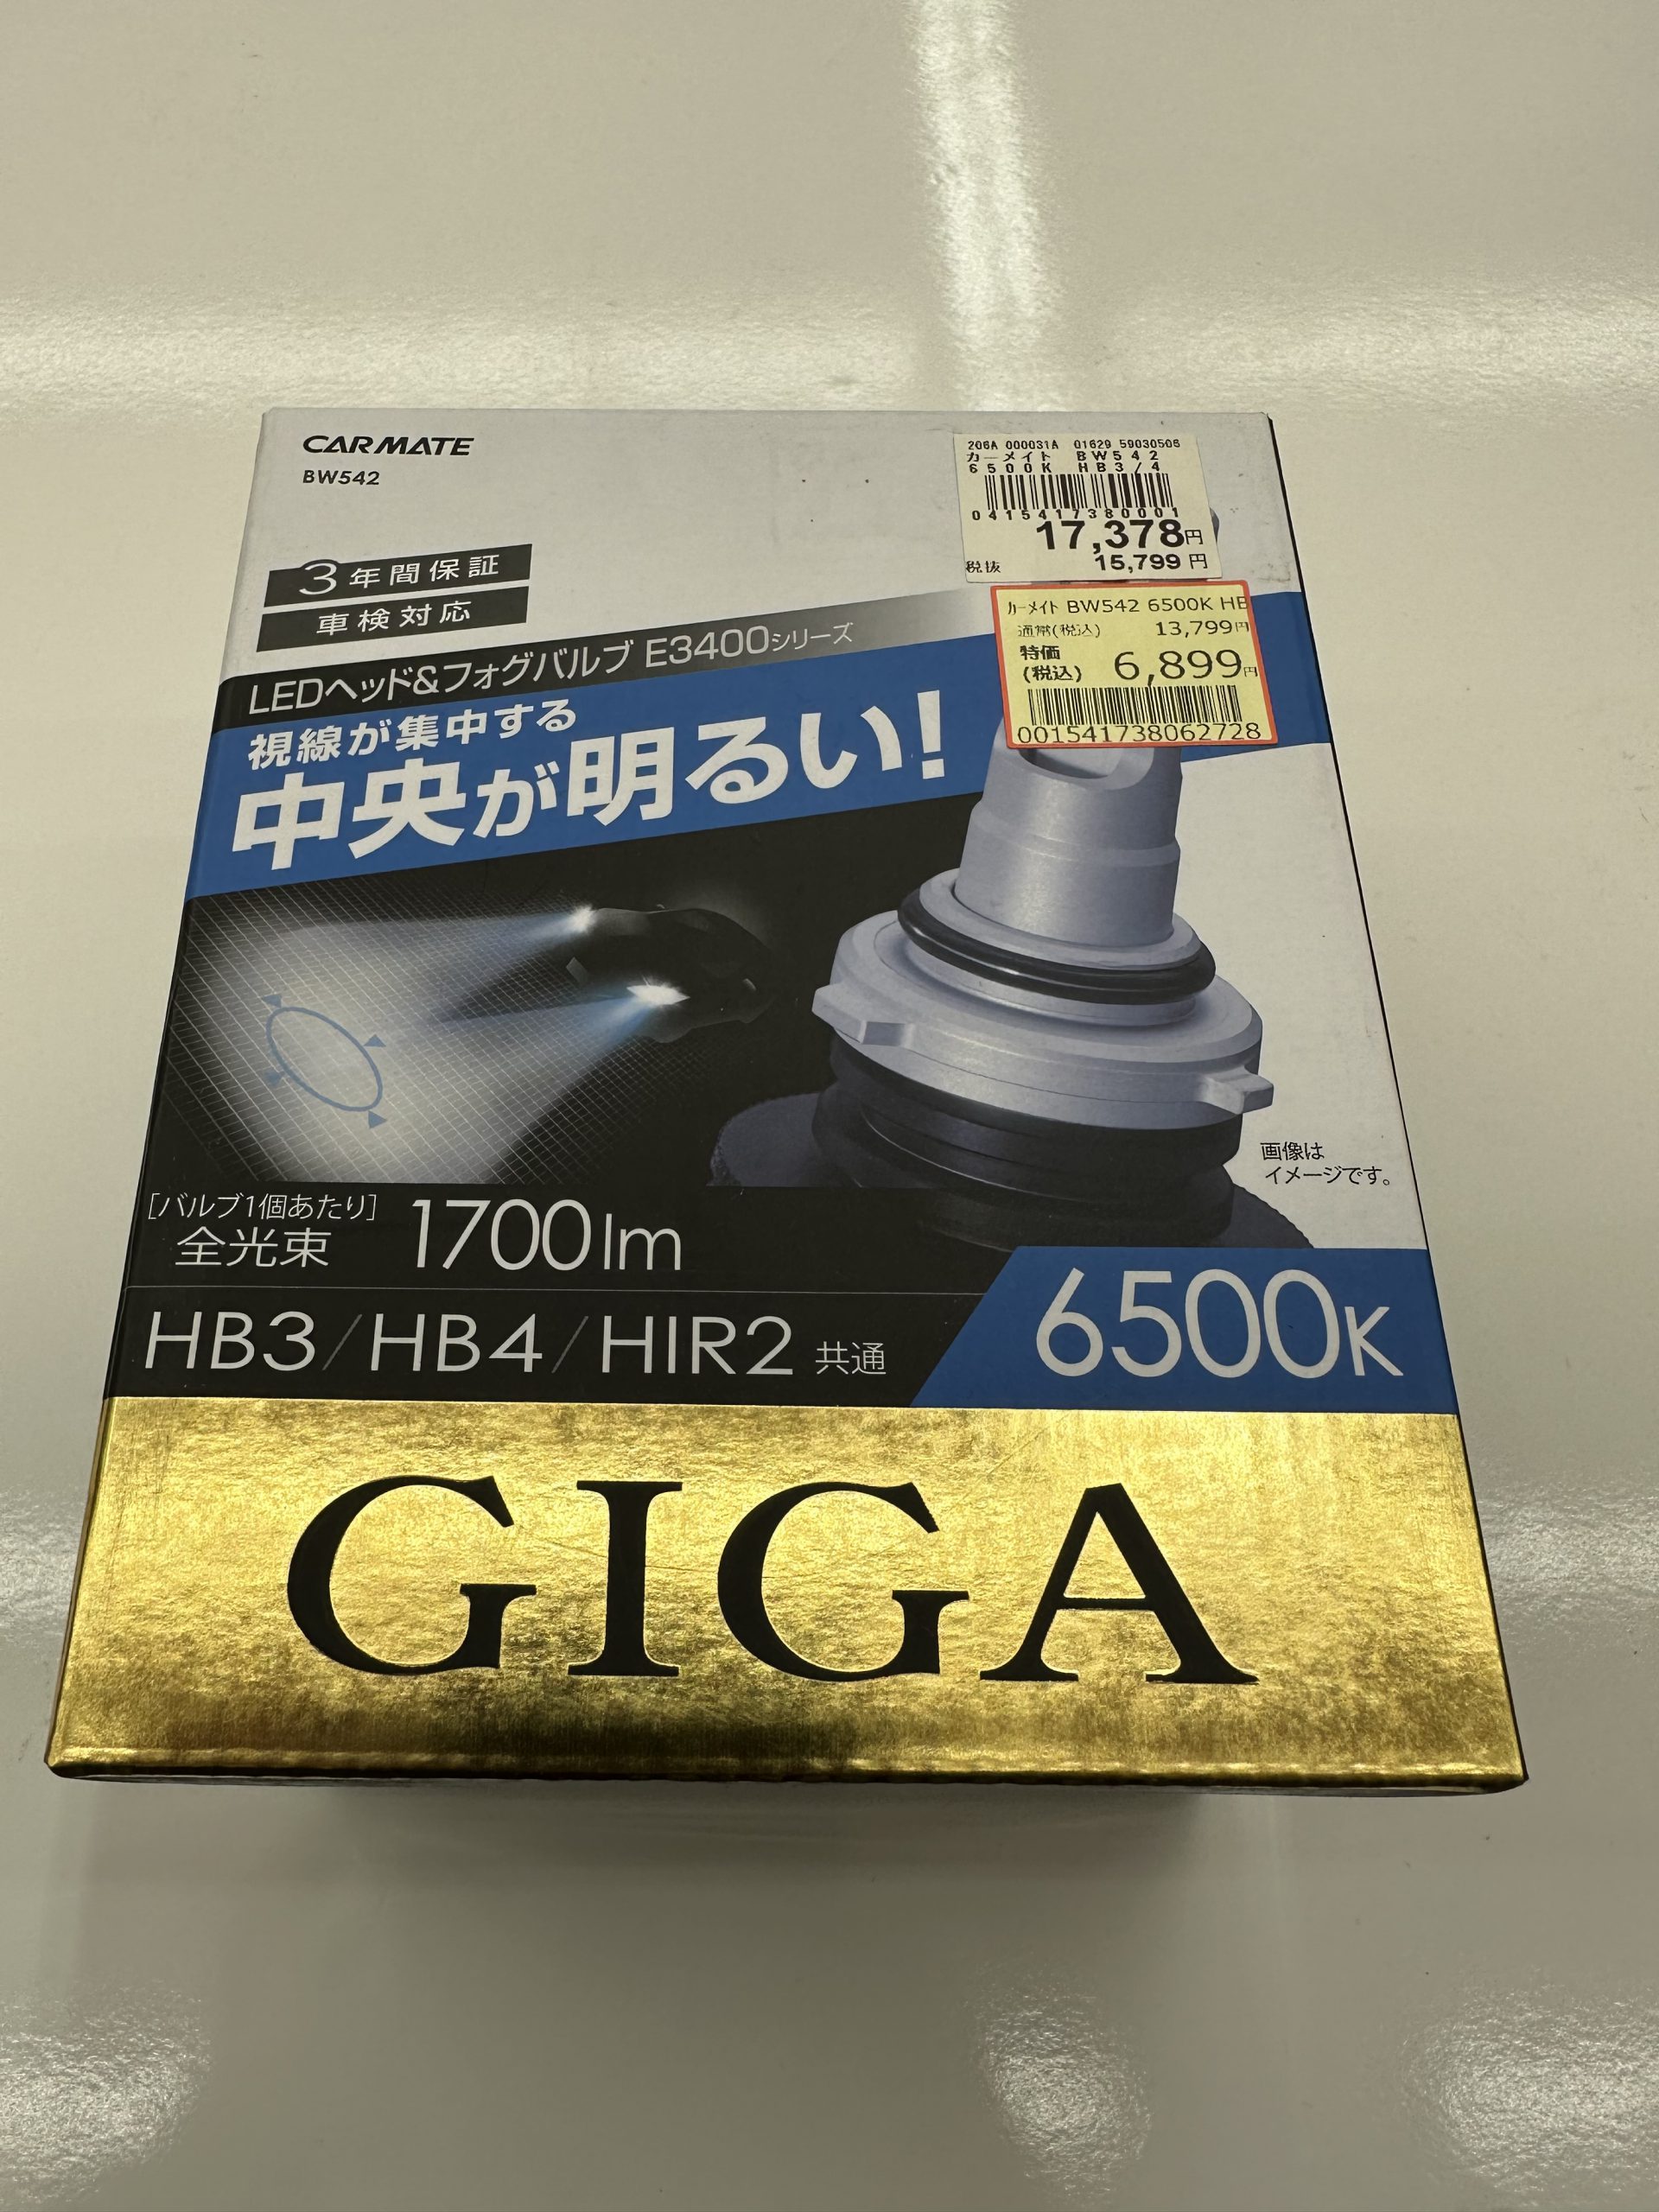 CARMATE
BW542
206A 000031A 01629 59030506
カーメイト BW542
6500K HB3/4
0415417380001
17,378円
税抜 15,799円
カーメイト BW542 6500K HB
通常(税込) 13,799円
特価
(税込) 6,899円
001541738062728
3年間保証
車検対応
LEDヘッド&フォグバルブ E3400シリーズ
視線が集中する
中央が明るい!
画像は
イメージです。
[バルブ1個あたり]
全光束 1700lm
HB3/HB4/HIR2 共通
6500K
GIGA